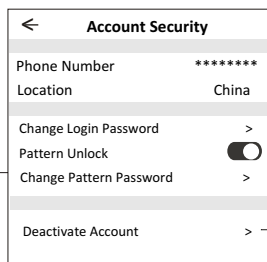 ← Account Security
Phone Number ********
Location China
Change Login Password >
Pattern Unlock
Change Pattern Password >
Deactivate Account >